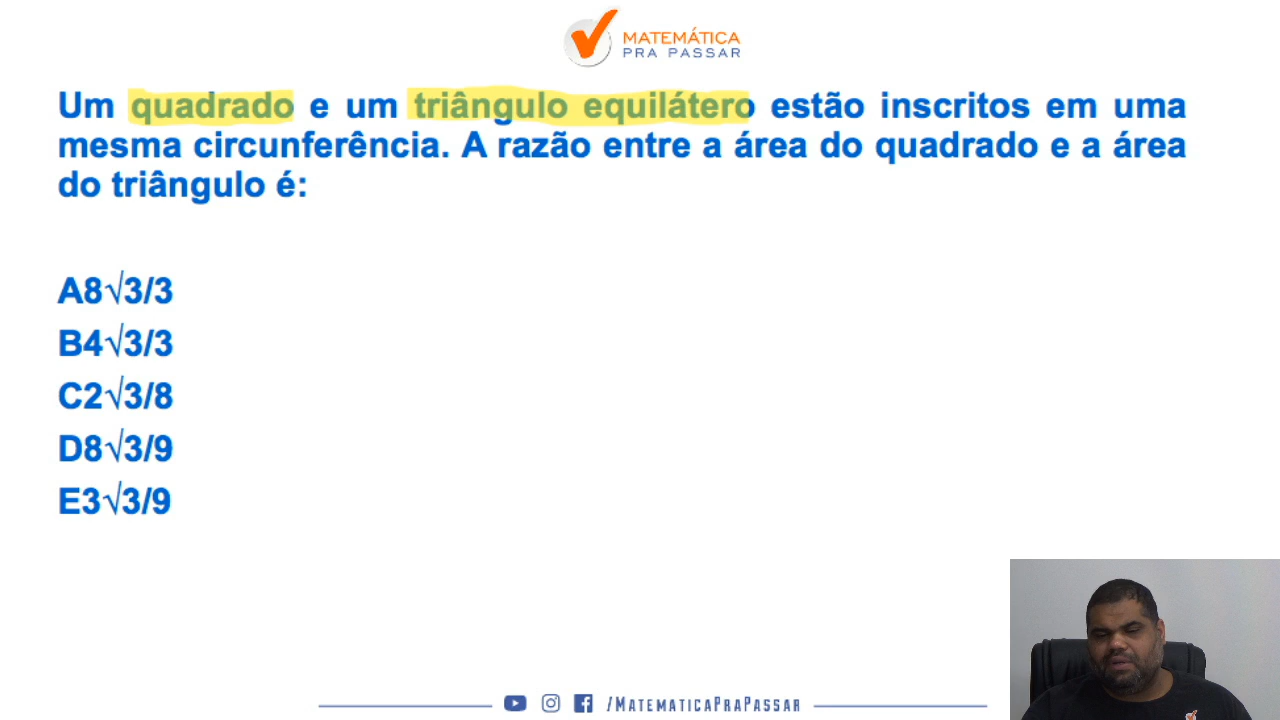 MATEMÁTICA
PRA PASSAR
Um quadrado e um triângulo equilátero estão inscritos em uma
mesma circunferência. A razão entre a área do quadrado e a área
do triângulo é:
A8√3/3
B4√3/3
C2√3/8
D8√3/9
E3√3/9
/MATEMATICAPRAPASSAR